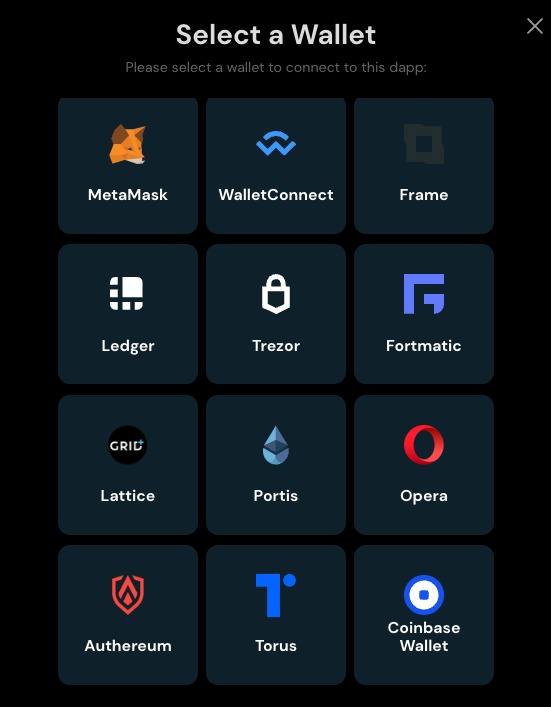 Select a Wallet
Please select a wallet to connect to this dapp:
MetaMask
WalletConnect
Frame
Ledger
Trezor
Fortmatic
GRID+
Lattice
Portis
Opera
Authereum
Torus
Coinbase
Wallet